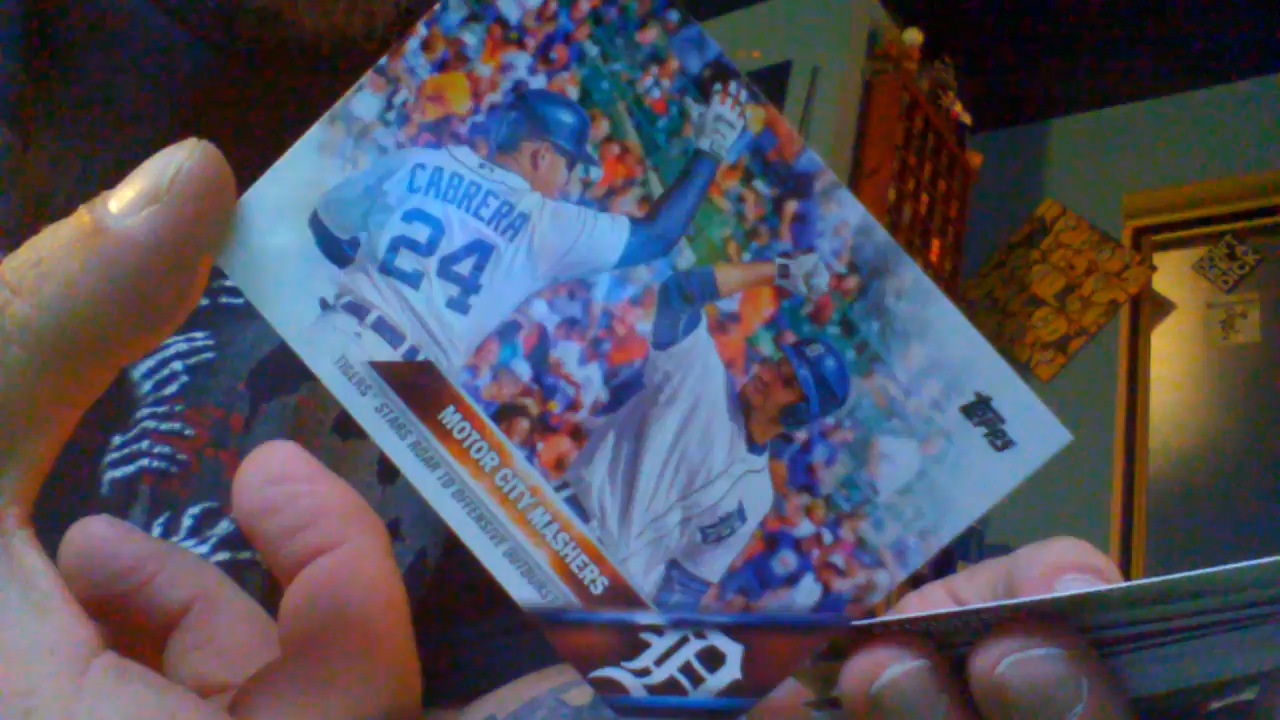 CABRERA
24
Topps
MOTOR CITY MASHERS
TIGERS STARS ROAR TO OFFENSIVE OUTBURST
D